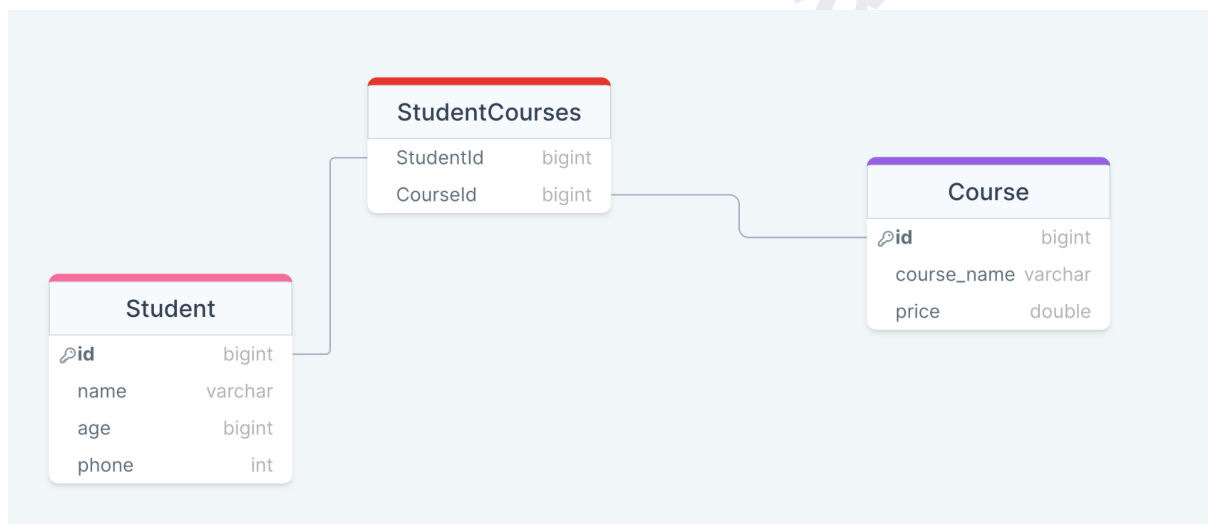 StudentCourses
StudentId bigint
CourseId bigint
Course
id bigint
course_name varchar
price double
Student
id bigint
name varchar
age bigint
phone int